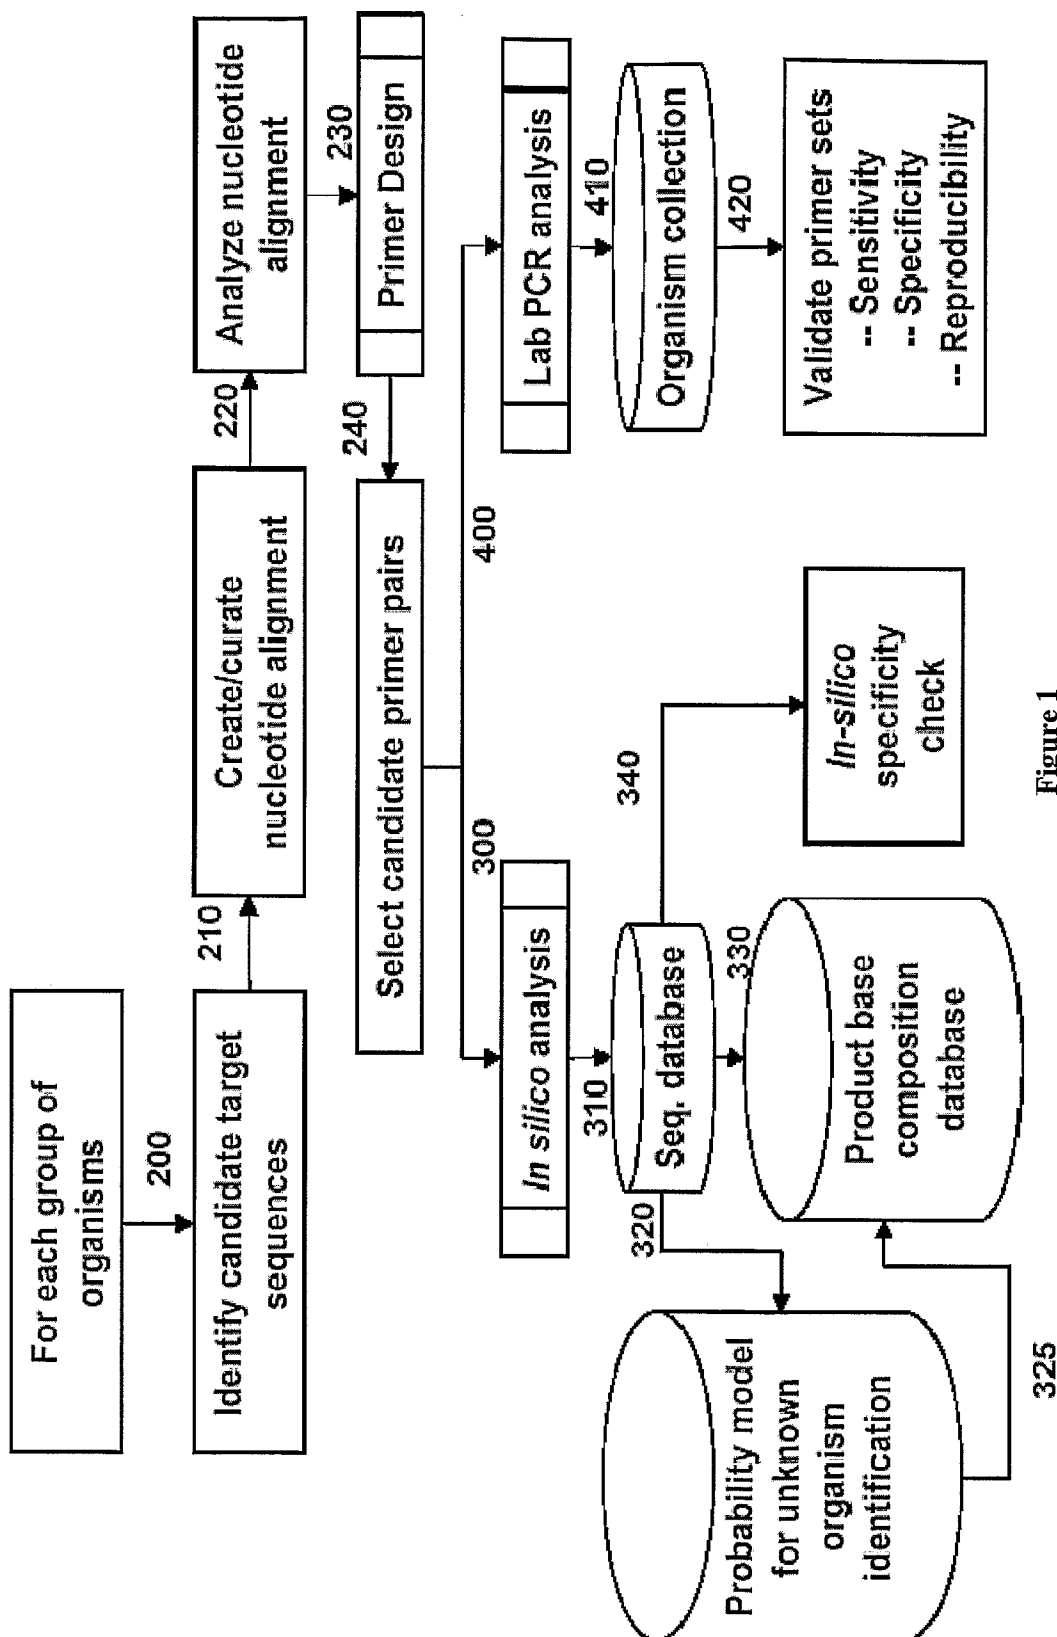 For each group of
organisms
200
Identify candidate target
sequences
210
Create/curate
nucleotide alignment
220
Analyze nucleotide
alignment
230
Primer Design
240
Select candidate primer pairs
300
400
In silico analysis
310
Seq. database
320
Probability model
for unknown
organism
identification
325
330
Product base
composition
database
340
In-silico
specificity
check
Lab PCR analysis
410
Organism collection
420
Validate primer sets
-- Sensitivity
-- Specificity
-- Reproducibility
Figure 1